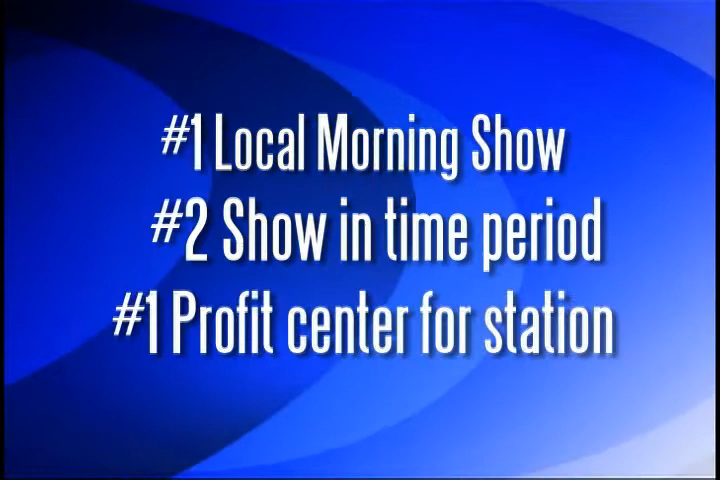 #1 Local Morning Show
#2 Show in time period
#1 Profit center for station